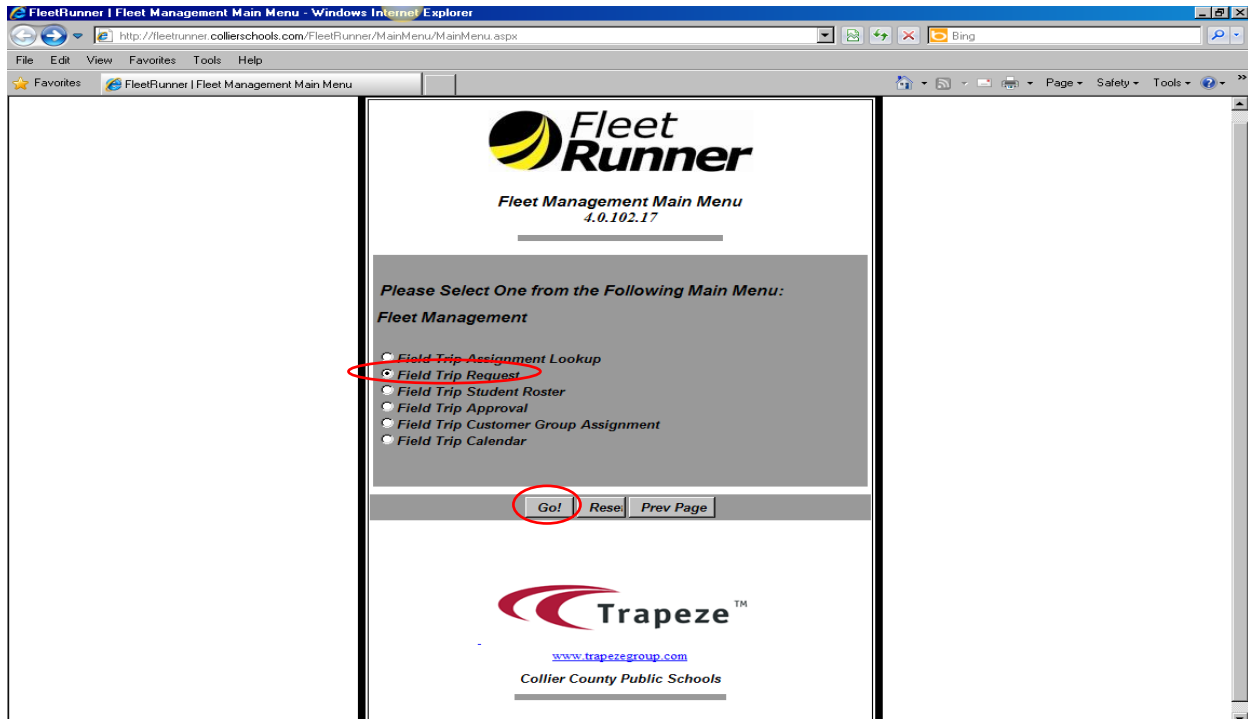 FleetRunner | Fleet Management Main Menu - Windows Internet Explorer
http://fleetrunner.collierschools.com/FleetRunner/MainMenu/MainMenu.aspx Bing
File Edit View Favorites Tools Help
Favorites FleetRunner | Fleet Management Main Menu Page Safety Tools
Fleet
Runner
Fleet Management Main Menu
4.0.102.17
Please Select One from the Following Main Menu:
Fleet Management
Field Trip Assignment Lookup
Field Trip Request
Field Trip Student Roster
Field Trip Approval
Field Trip Customer Group Assignment
Field Trip Calendar
Go! Rese Prev Page
Trapeze™
www.trapezegroup.com
Collier County Public Schools